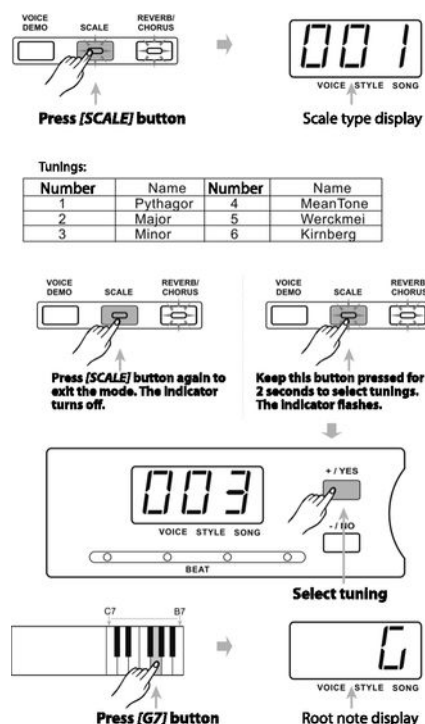 VOICE DEMO SCALE REVERB/ CHORUS
001
VOICE STYLE SONG
Press [SCALE] button
Scale type display
Tunings:
Number Name Number Name
1 Pythagor 4 MeanTone
2 Major 5 Werckmei
3 Minor 6 Kirnberg
VOICE DEMO SCALE REVERB/ CHORUS
VOICE DEMO SCALE REVERB/ CHORUS
Press [SCALE] button again to
exit the mode. The indicator
turns off.
Keep this button pressed for
2 seconds to select tunings.
The indicator flashes.
+ / YES
003
VOICE STYLE SONG
- / NO
BEAT
Select tuning
C7 B7
G
VOICE STYLE SONG
Press [G7] button
Root note display